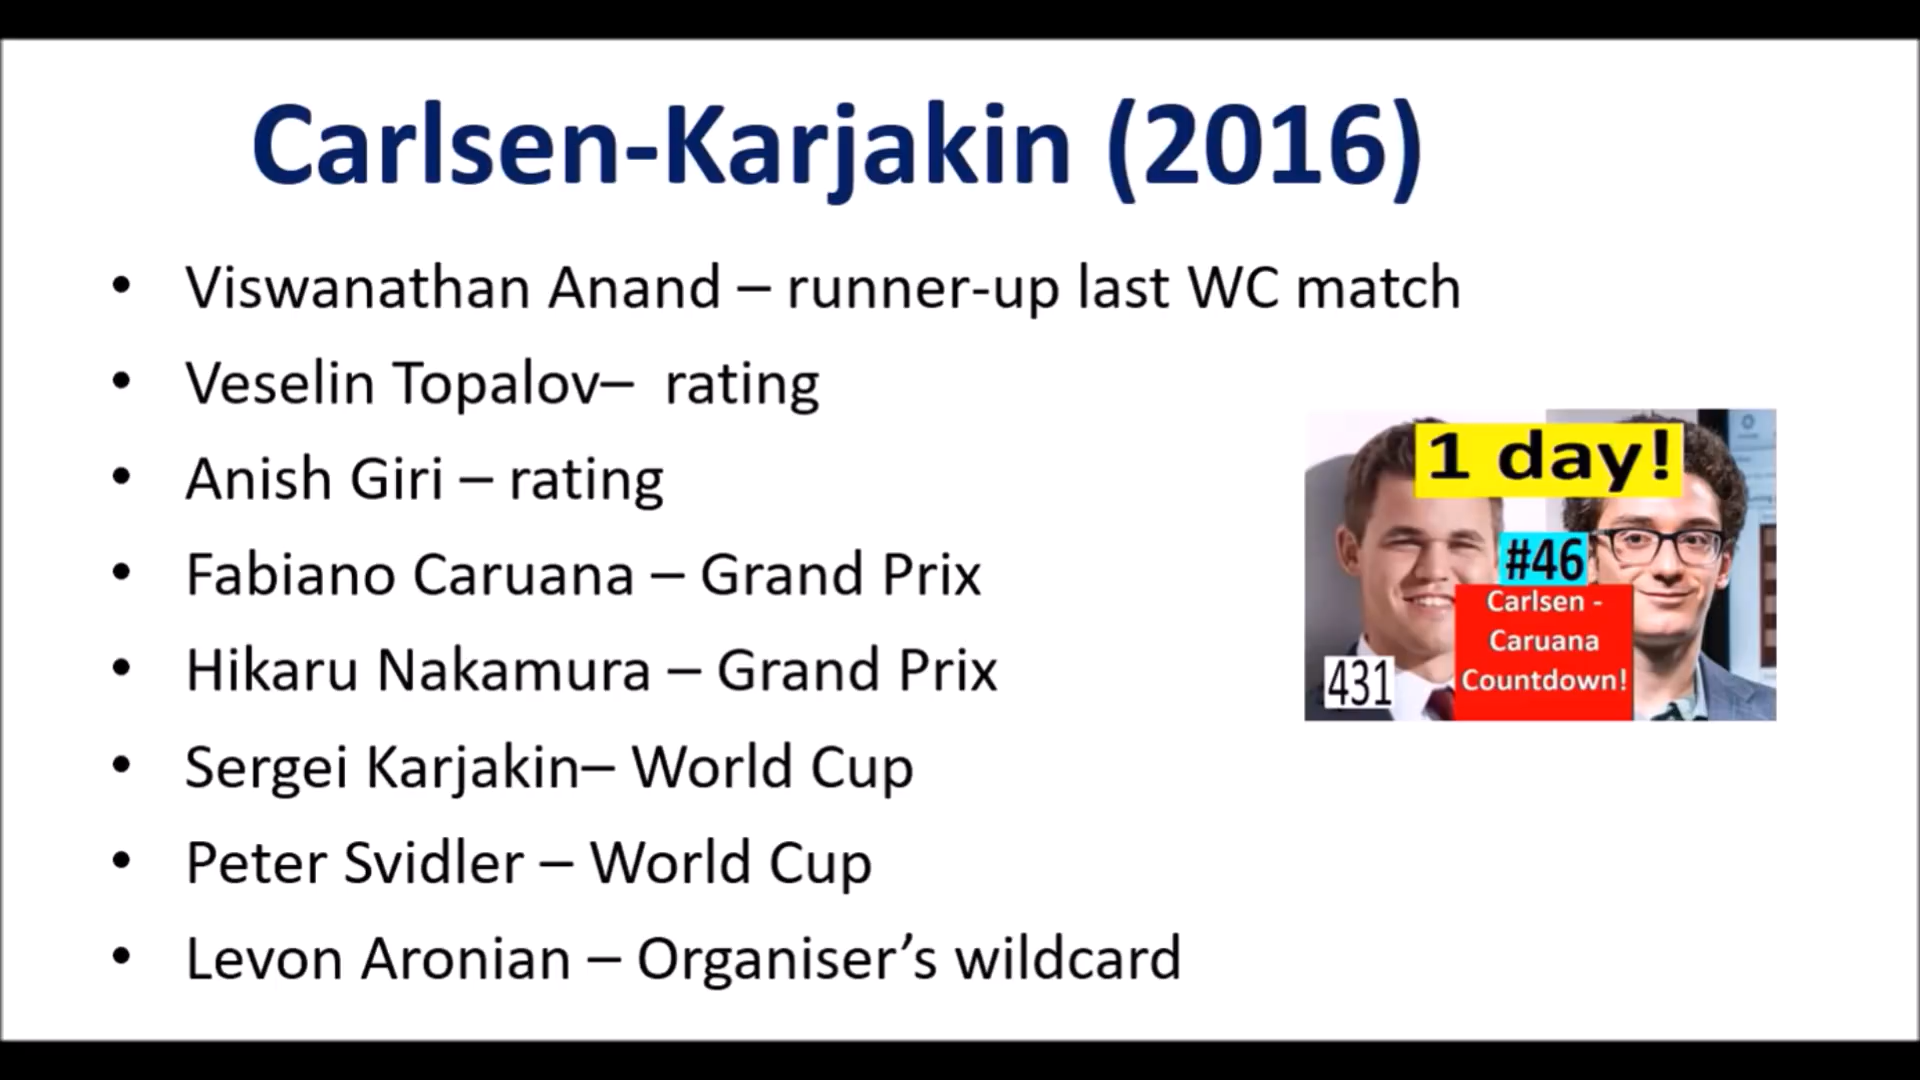 Carlsen-Karjakin (2016)
• Viswanathan Anand – runner-up last WC match
• Veselin Topalov–  rating
• Anish Giri – rating
• Fabiano Caruana – Grand Prix
• Hikaru Nakamura – Grand Prix
• Sergei Karjakin– World Cup
• Peter Svidler – World Cup
• Levon Aronian – Organiser’s wildcard
1 day!
#46
Carlsen -
Caruana
Countdown!
431